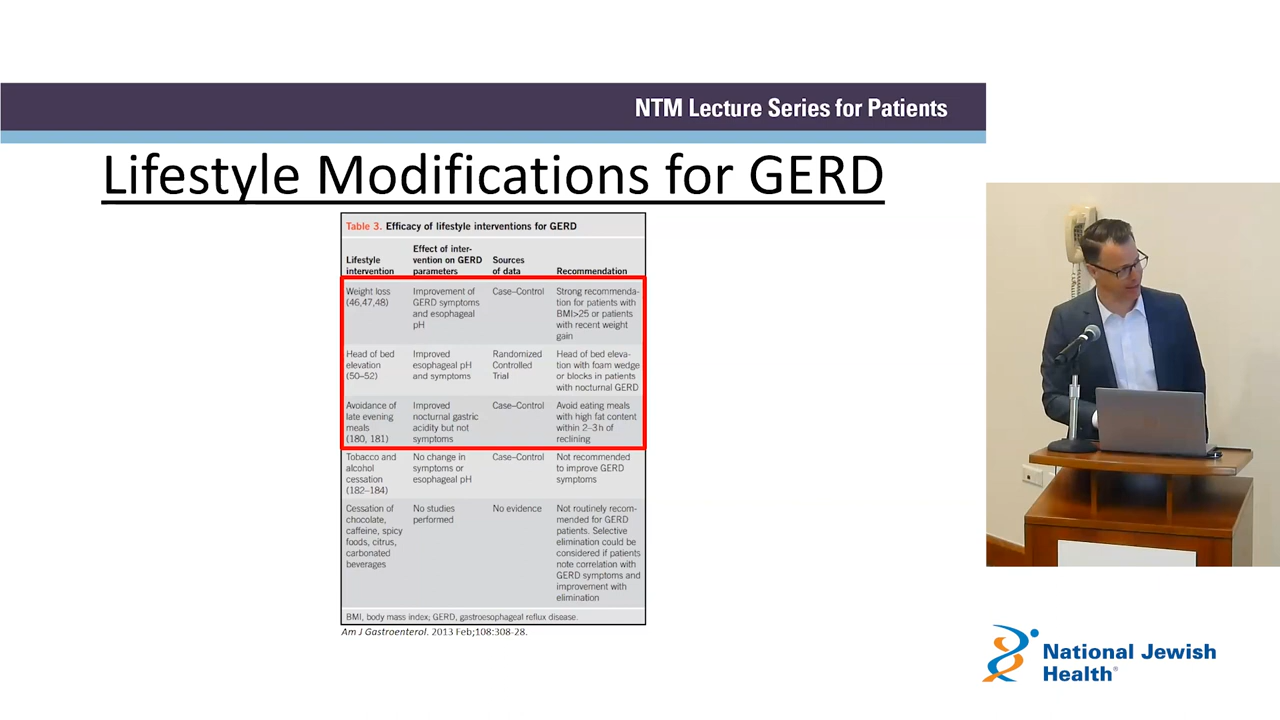 NTM Lecture Series for Patients
Lifestyle Modifications for GERD
Table 3. Efficacy of lifestyle interventions for GERD
Lifestyle
intervention
Effect of inter-
vention on GERD
parameters
Sources
of data
Recommendation
Weight loss
(46,47,48)
Improvement of
GERD symptoms
and esophageal
pH
Case–Control
Strong recommenda-
tion for patients with
BMI>25 or patients
with recent weight
gain
Head of bed
elevation
(50–52)
Improved
esophageal pH
and symptoms
Randomized
Controlled
Trial
Head of bed eleva-
tion with foam wedge
or blocks in patients
with nocturnal GERD
Avoidance of
late evening
meals
(180, 181)
Improved
nocturnal gastric
acidity but not
symptoms
Case–Control
Avoid eating meals
with high fat content
within 2–3 h of
reclining
Tobacco and
alcohol
cessation
(182–184)
No change in
symptoms or
esophageal pH
Case–Control
Not recommended
to improve GERD
symptoms
Cessation of
chocolate,
caffeine, spicy
foods, citrus,
carbonated
beverages
No studies
performed
No evidence
Not routinely recom-
mended for GERD
patients. Selective
elimination could be
considered if patients
note correlation with
GERD symptoms and
improvement with
elimination
BMI, body mass index; GERD, gastroesophageal reflux disease.
Am J Gastroenterol. 2013 Feb;108:308-28.
National Jewish
Health®